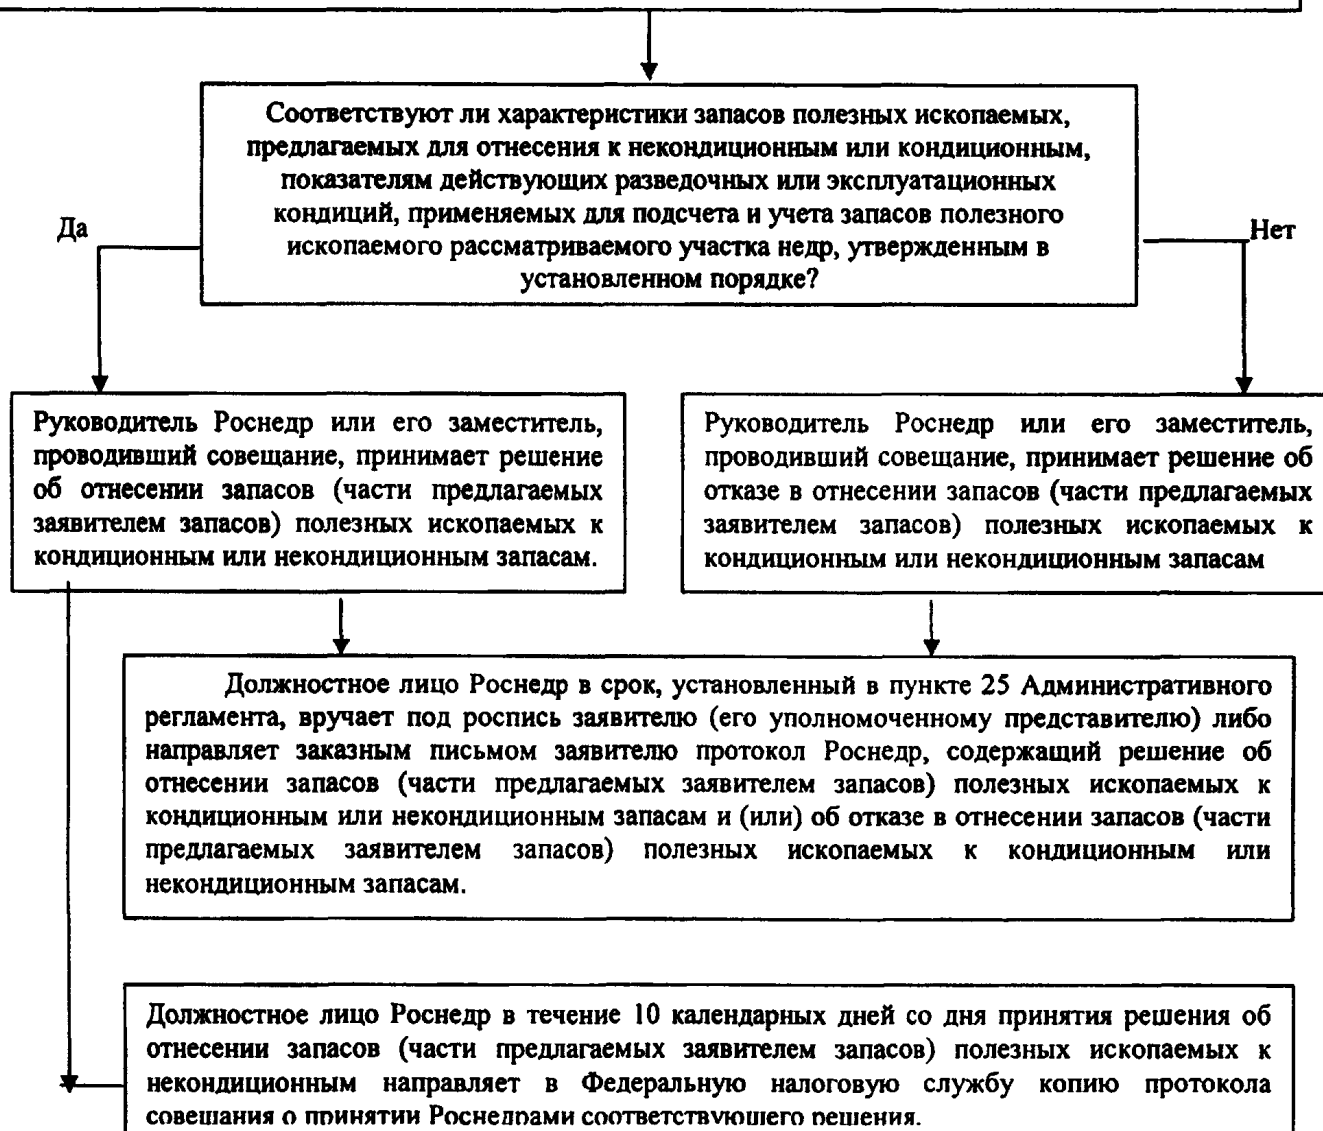 Соответствуют ли характеристики запасов полезных ископаемых,
предлагаемых для отнесения к некондиционным или кондиционным,
показателям действующих разведочных или эксплуатационных
кондиций, применяемых для подсчета и учета запасов полезного
ископаемого рассматриваемого участка недр, утвержденным в
установленном порядке?
Да
Нет
Руководитель Роснедр или его заместитель,
проводивший совещание, принимает решение
об отнесении запасов (части предлагаемых
заявителем запасов) полезных ископаемых к
кондиционным или некондиционным запасам.
Руководитель Роснедр или его заместитель,
проводивший совещание, принимает решение об
отказе в отнесении запасов (части предлагаемых
заявителем запасов) полезных ископаемых к
кондиционным или некондиционным запасам
Должностное лицо Роснедр в срок, установленный в пункте 25 Административного
регламента, вручает под роспись заявителю (его уполномоченному представителю) либо
направляет заказным письмом заявителю протокол Роснедр, содержащий решение об
отнесении запасов (части предлагаемых заявителем запасов) полезных ископаемых к
кондиционным или некондиционным запасам и (или) об отказе в отнесении запасов (части
предлагаемых заявителем запасов) полезных ископаемых к кондиционным или
некондиционным запасам.
Должностное лицо Роснедр в течение 10 календарных дней со дня принятия решения об
отнесении запасов (части предлагаемых заявителем запасов) полезных ископаемых к
некондиционным направляет в Федеральную налоговую службу копию протокола
совещания о принятии Роснедрами соответствующего решения.